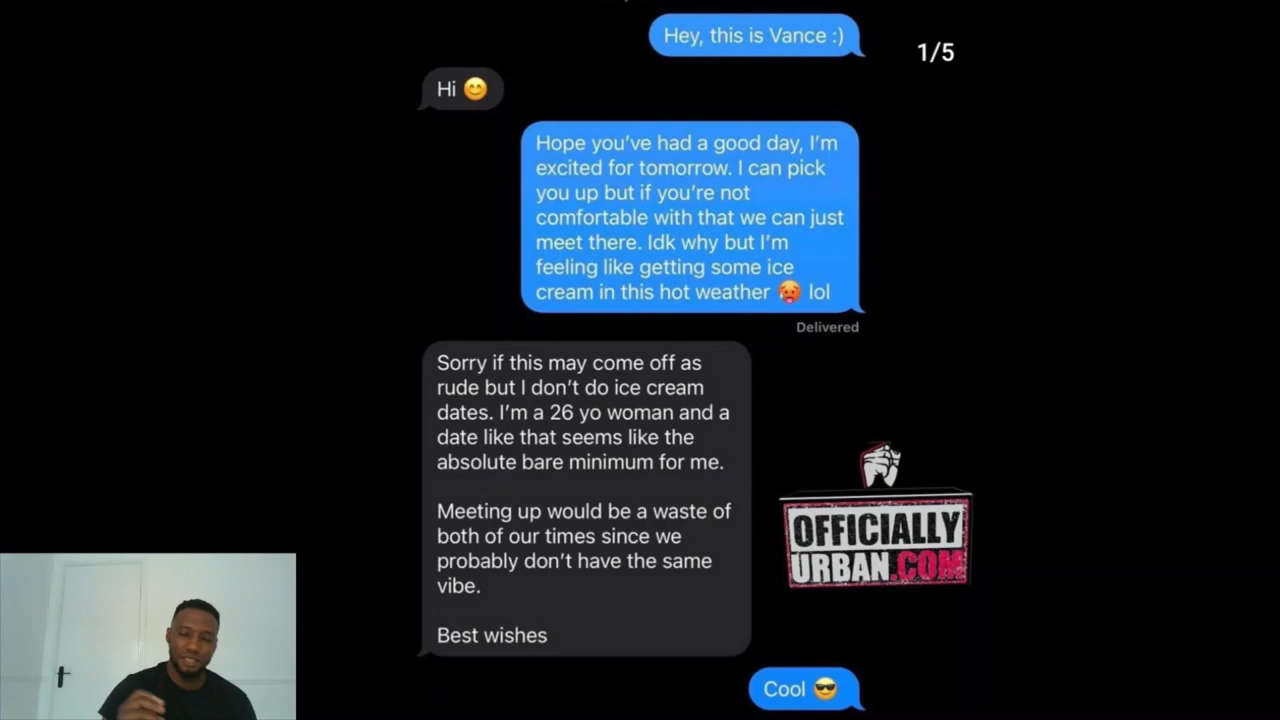 Hey, this is Vance :)
1/5
Hi 😊
Hope you've had a good day, I'm
excited for tomorrow. I can pick
you up but if you're not
comfortable with that we can just
meet there. Idk why but I'm
feeling like getting some ice
cream in this hot weather 🥵 lol
Delivered
Sorry if this may come off as
rude but I don't do ice cream
dates. I'm a 26 yo woman and a
date like that seems like the
absolute bare minimum for me.
Meeting up would be a waste of
both of our times since we
probably don't have the same
vibe.
Best wishes
OFFICIALLY
URBAN.COM
Cool 😎